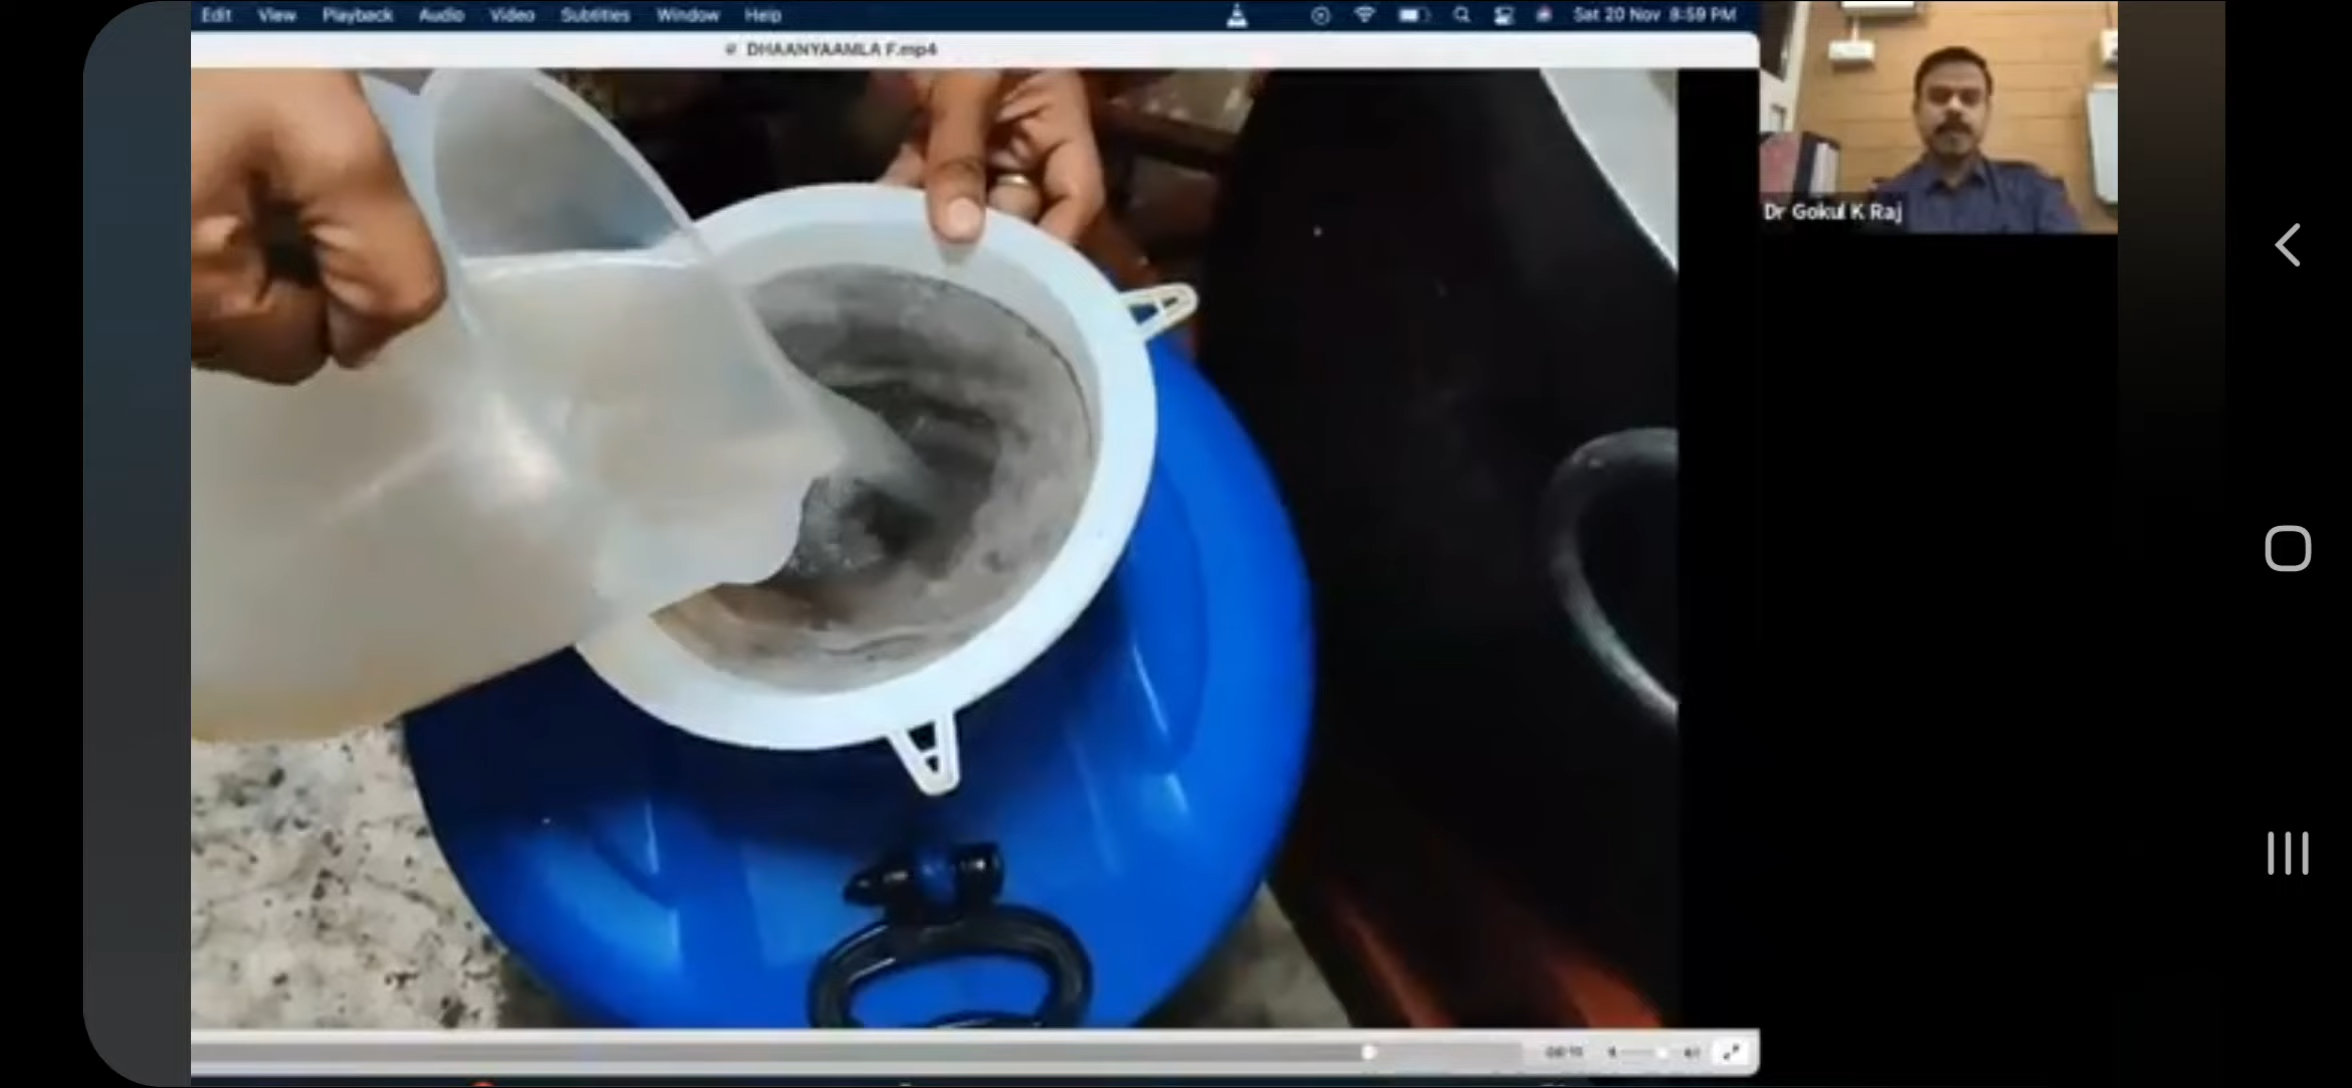 Edit View Playback Audio Video Subtitles Window Help Sat 20 Nov 8:59 PM
DHAANYAAMLA F.mp4
Dr Gokul K Raj